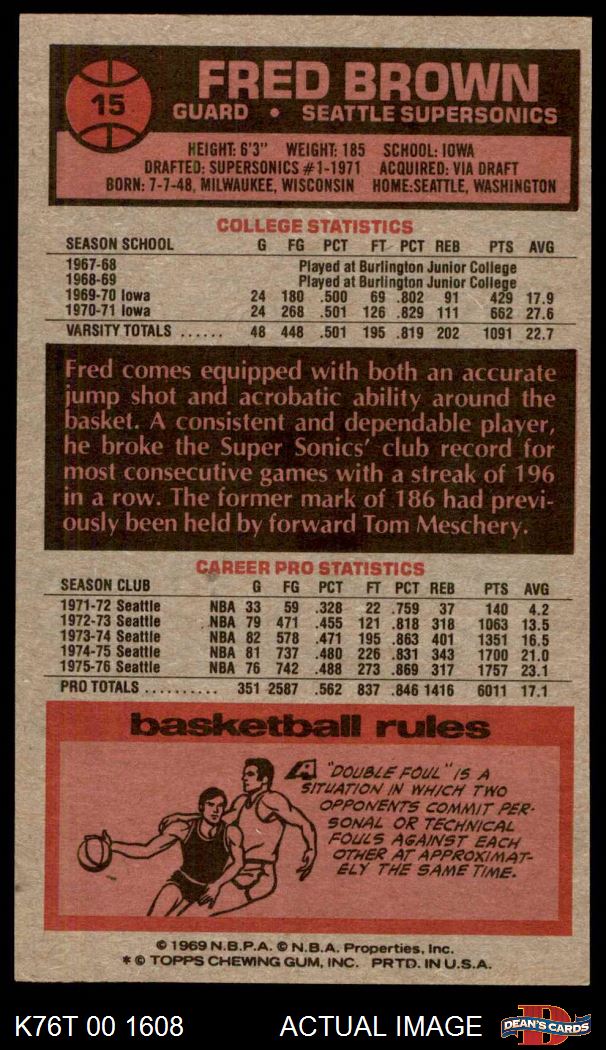 15
FRED BROWN
GUARD • SEATTLE SUPERSONICS
HEIGHT: 6'3" WEIGHT: 185 SCHOOL: IOWA
DRAFTED: SUPERSONICS #1-1971 ACQUIRED: VIA DRAFT
BORN: 7-7-48, MILWAUKEE, WISCONSIN HOME: SEATTLE, WASHINGTON
COLLEGE STATISTICS
SEASON SCHOOL G FG PCT FT PCT REB PTS AVG
1967-68 Played at Burlington Junior College
1968-69 Played at Burlington Junior College
1969-70 Iowa 24 180 .500 69 .802 91 429 17.9
1970-71 Iowa 24 268 .501 126 .829 111 662 27.6
VARSITY TOTALS ...... 48 448 .501 195 .819 202 1091 22.7
Fred comes equipped with both an accurate
jump shot and acrobatic ability around the
basket. A consistent and dependable player,
he broke the Super Sonics' club record for
most consecutive games with a streak of 196
in a row. The former mark of 186 had previ-
ously been held by forward Tom Meschery.
CAREER PRO STATISTICS
SEASON CLUB G FG PCT FT PCT REB PTS AVG
1971-72 Seattle NBA 33 59 .328 22 .759 37 140 4.2
1972-73 Seattle NBA 79 471 .455 121 .818 318 1063 13.5
1973-74 Seattle NBA 82 578 .471 195 .863 401 1351 16.5
1974-75 Seattle NBA 81 737 .480 226 .831 343 1700 21.0
1975-76 Seattle NBA 76 742 .488 273 .869 317 1757 23.1
PRO TOTALS .......... 351 2587 .562 837 .846 1416 6011 17.1
basketball rules
A "DOUBLE FOUL" IS A
SITUATION IN WHICH TWO
OPPONENTS COMMIT PER-
SONAL OR TECHNICAL
FOULS AGAINST EACH
OTHER AT APPROXIMAT-
ELY THE SAME TIME.
© 1969 N.B.P.A. © N.B.A. Properties, Inc.
* © TOPPS CHEWING GUM, INC. PRTD. IN U.S.A.
K76T 00 1608 ACTUAL IMAGE D DEAN'S CARDS